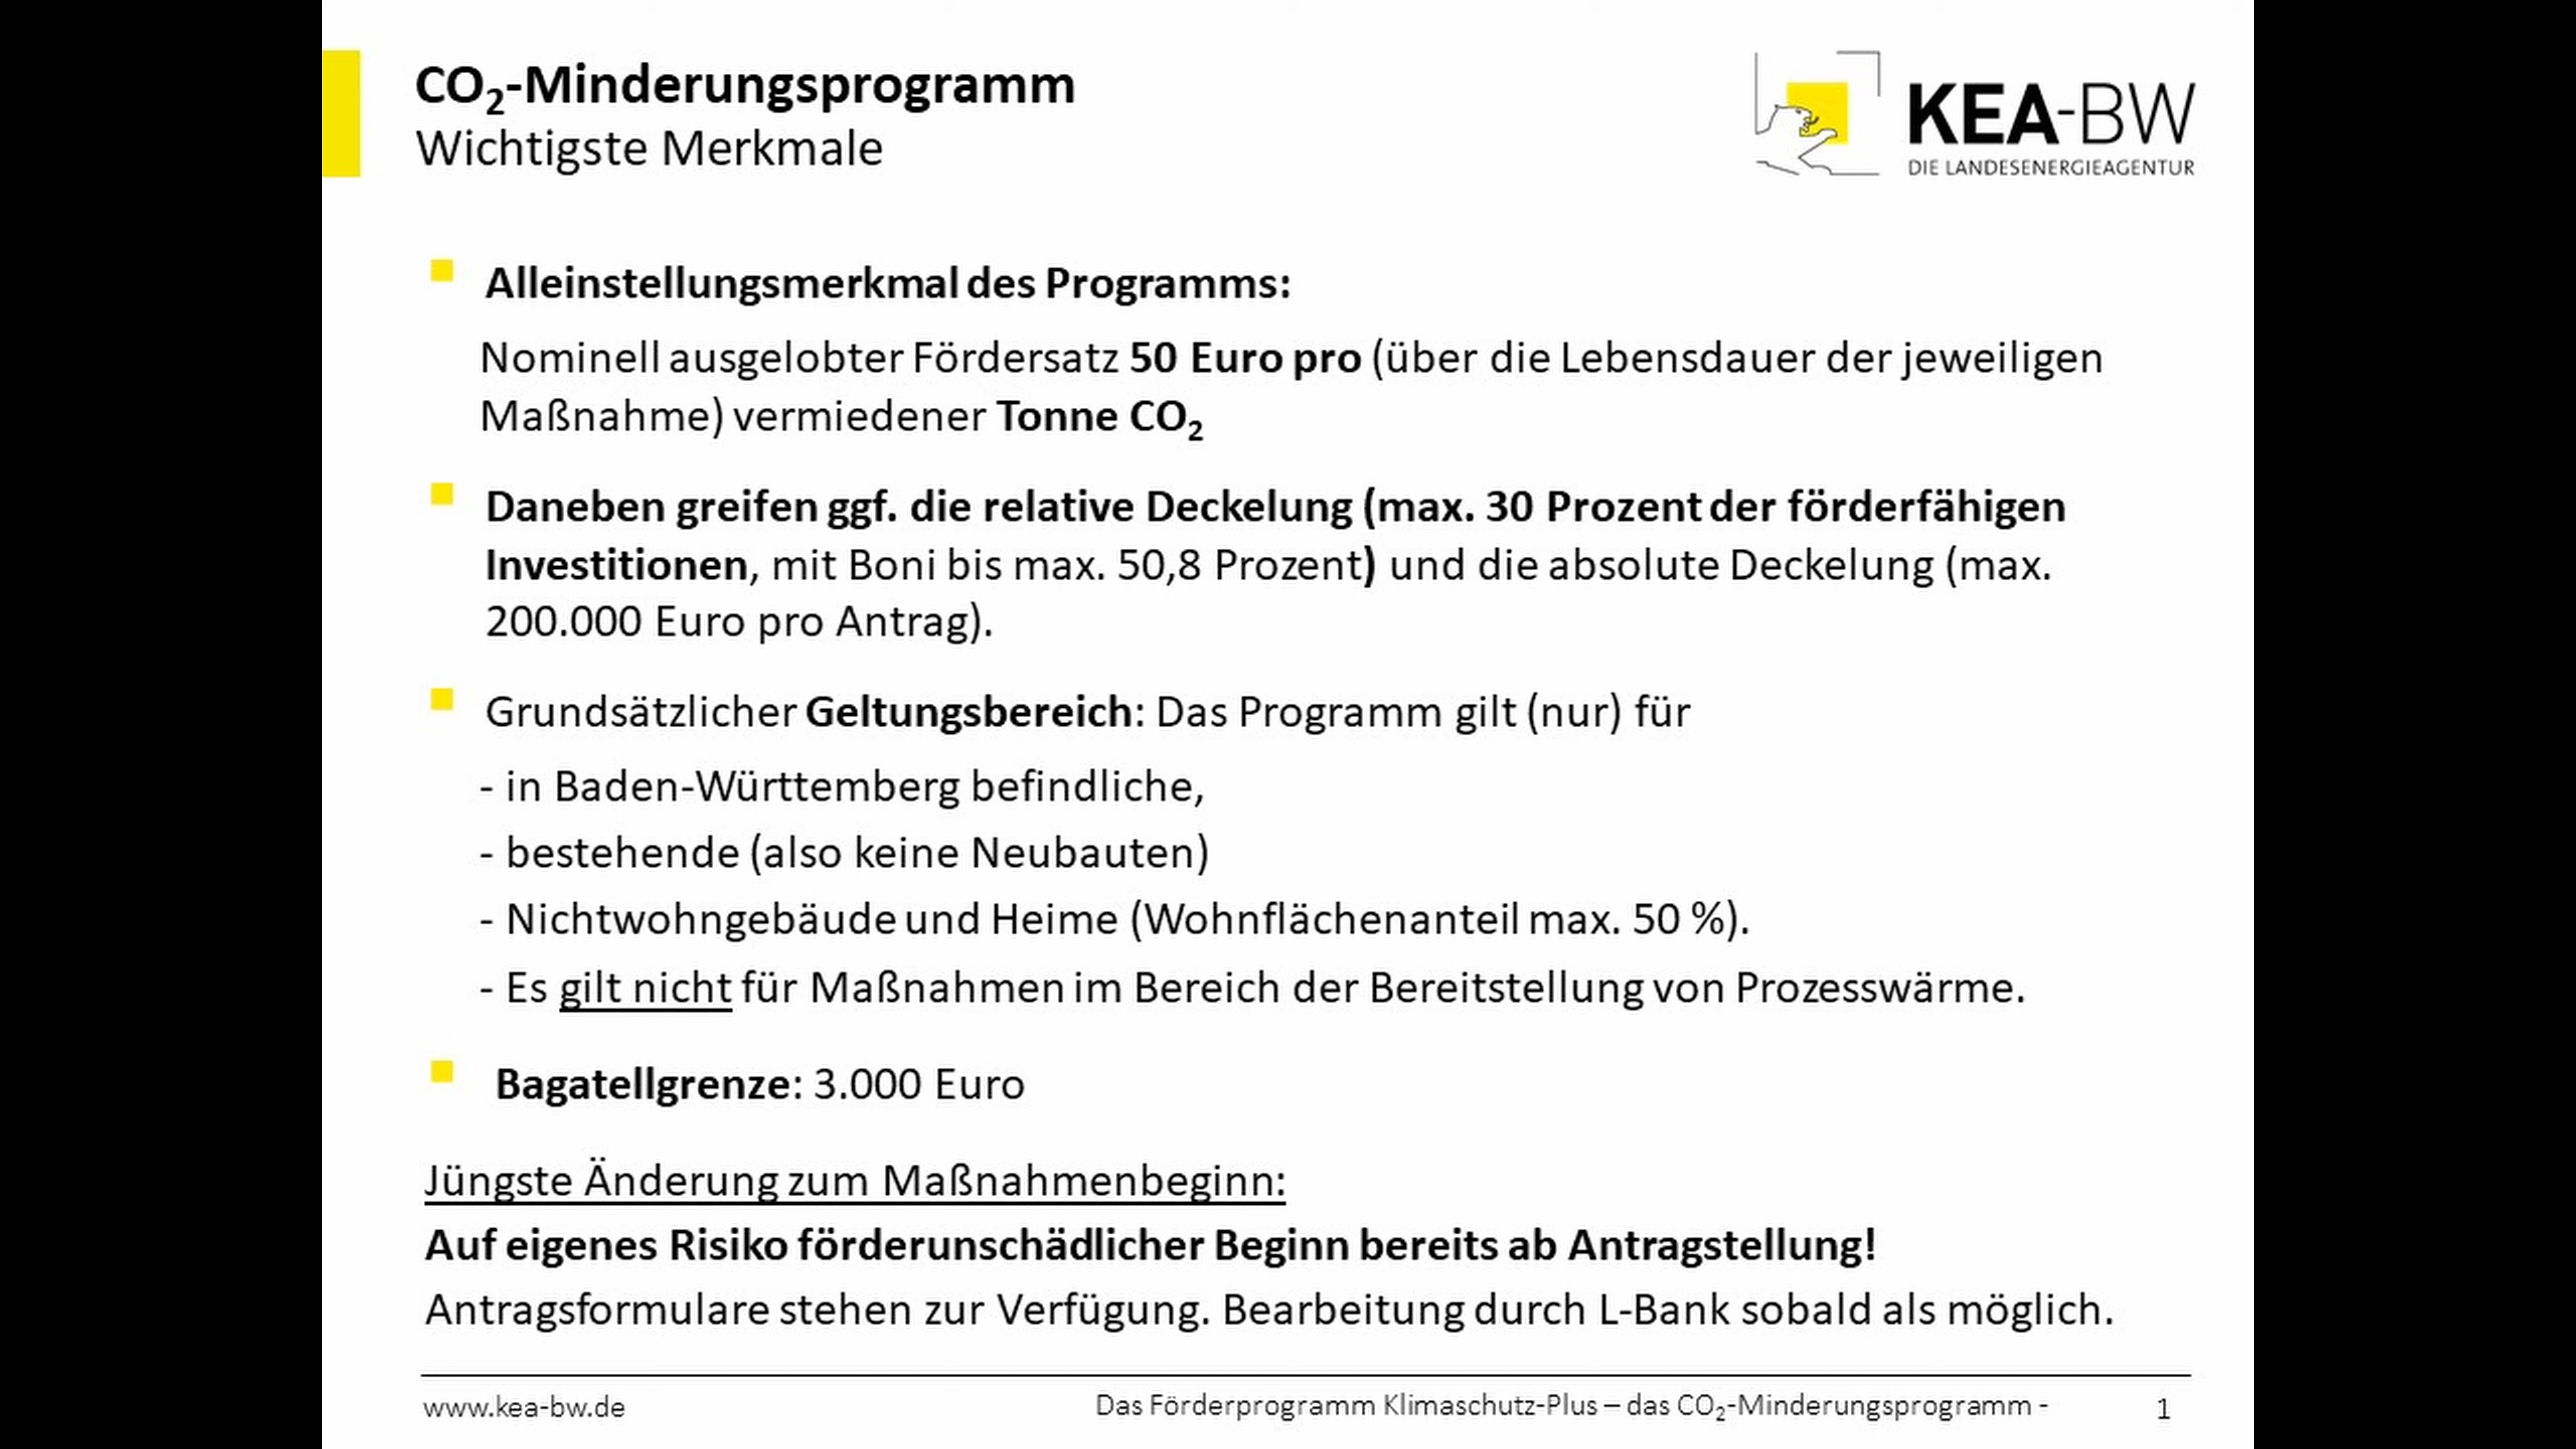 CO₂-Minderungsprogramm
Wichtigste Merkmale
KEA-BW
DIE LANDESENERGIEAGENTUR
Alleinstellungsmerkmal des Programms:
Nominell ausgelobter Fördersatz 50 Euro pro (über die Lebensdauer der jeweiligen
Maßnahme) vermiedener Tonne CO₂
Daneben greifen ggf. die relative Deckelung (max. 30 Prozent der förderfähigen
Investitionen, mit Boni bis max. 50,8 Prozent) und die absolute Deckelung (max.
200.000 Euro pro Antrag).
Grundsätzlicher Geltungsbereich: Das Programm gilt (nur) für
- in Baden-Württemberg befindliche,
- bestehende (also keine Neubauten)
- Nichtwohngebäude und Heime (Wohnflächenanteil max. 50 %).
- Es gilt nicht für Maßnahmen im Bereich der Bereitstellung von Prozesswärme.
Bagatellgrenze: 3.000 Euro
Jüngste Änderung zum Maßnahmenbeginn:
Auf eigenes Risiko förderunschädlicher Beginn bereits ab Antragstellung!
Antragsformulare stehen zur Verfügung. Bearbeitung durch L-Bank sobald als möglich.
www.kea-bw.de
Das Förderprogramm Klimaschutz-Plus – das CO₂-Minderungsprogramm -
1